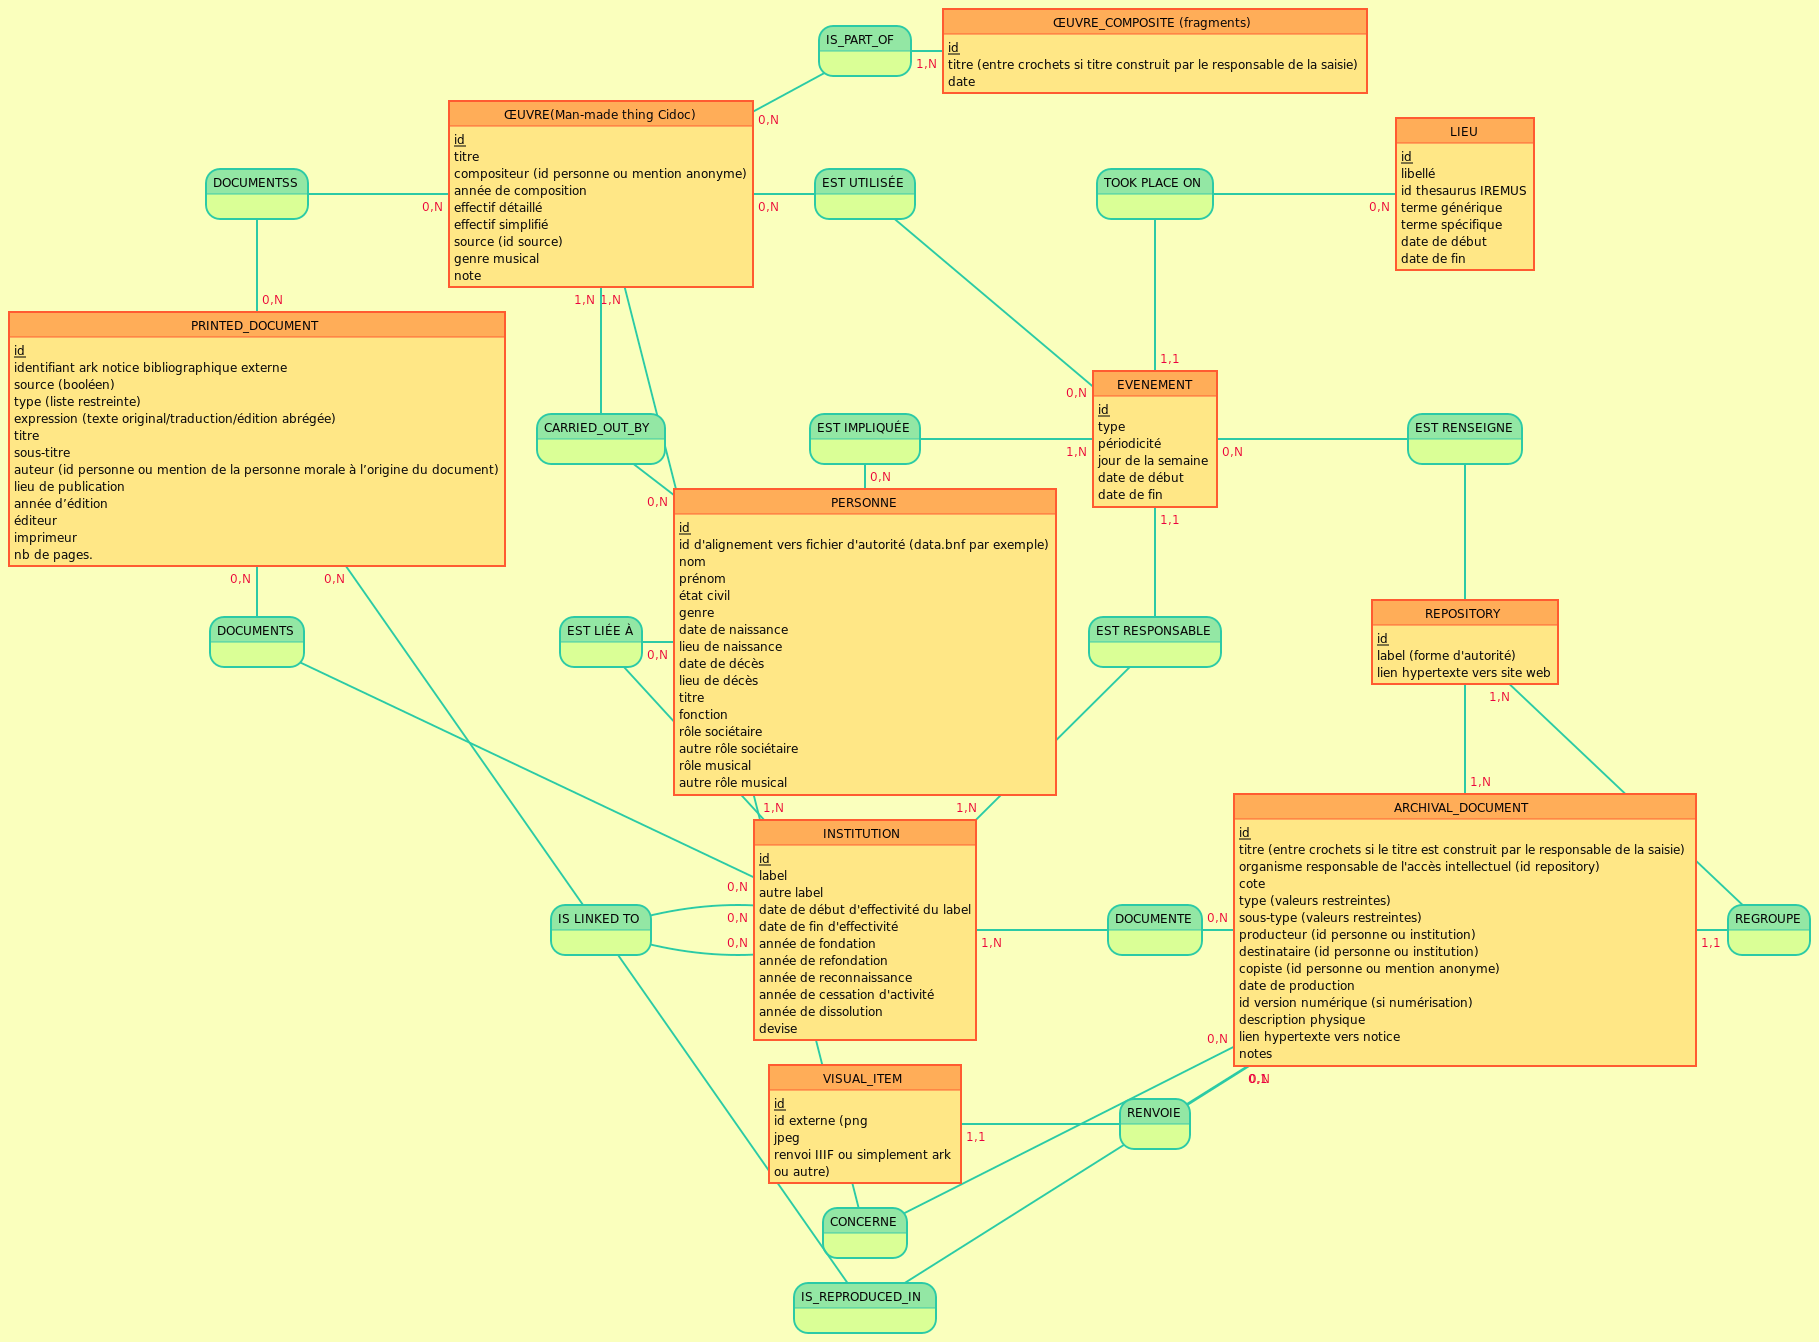 IS_PART_OF
1,N
ŒUVRE_COMPOSITE (fragments)
id
titre (entre crochets si titre construit par le responsable de la saisie)
date
ŒUVRE(Man-made thing Cidoc)
id
titre
compositeur (id personne ou mention anonyme)
année de composition
effectif détaillé
effectif simplifié
source (id source)
genre musical
note
0,N
LIEU
id
libellé
id thesaurus IREMUS
terme générique
terme spécifique
date de début
date de fin
DOCUMENTSS
0,N
0,N
EST UTILISÉE
TOOK PLACE ON
0,N
0,N
1,N
1,N
PRINTED_DOCUMENT
id
identifiant ark notice bibliographique externe
source (booléen)
type (liste restreinte)
expression (texte original/traduction/édition abrégée)
titre
sous-titre
auteur (id personne ou mention de la personne morale à l’origine du document)
lieu de publication
année d’édition
éditeur
imprimeur
nb de pages.
1,1
0,N
EVENEMENT
id
type
périodicité
jour de la semaine
date de début
date de fin
CARRIED_OUT_BY
EST IMPLIQUÉE
1,N
0,N
EST RENSEIGNE
0,N
0,N
PERSONNE
id
id d'alignement vers fichier d'autorité (data.bnf par exemple)
nom
prénom
état civil
genre
date de naissance
lieu de naissance
date de décès
lieu de décès
titre
fonction
rôle sociétaire
autre rôle sociétaire
rôle musical
autre rôle musical
1,1
0,N
0,N
DOCUMENTS
EST LIÉE À
0,N
EST RESPONSABLE
REPOSITORY
id
label (forme d'autorité)
lien hypertexte vers site web
1,N
1,N
1,N
1,N
INSTITUTION
id
label
autre label
date de début d'effectivité du label
date de fin d'effectivité
année de fondation
année de refondation
année de reconnaissance
année de cessation d'activité
année de dissolution
devise
ARCHIVAL_DOCUMENT
id
titre (entre crochets si le titre est construit par le responsable de la saisie)
organisme responsable de l'accès intellectuel (id repository)
cote
type (valeurs restreintes)
sous-type (valeurs restreintes)
producteur (id personne ou institution)
destinataire (id personne ou institution)
copiste (id personne ou mention anonyme)
date de production
id version numérique (si numérisation)
description physique
lien hypertexte vers notice
notes
0,N
IS LINKED TO
0,N
0,N
1,N
DOCUMENTE
0,N
REGROUPE
1,1
0,N
VISUAL_ITEM
id
id externe (png
jpeg
renvoi IIIF ou simplement ark
ou autre)
1,1
RENVOIE
CONCERNE
IS_REPRODUCED_IN